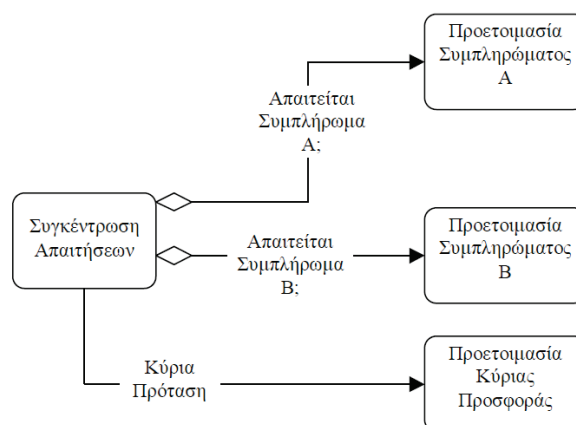 Προετοιμασία
Συμπληρώματος
Α
Απαιτείται
Συμπλήρωμα
Α;
Συγκέντρωση
Απαιτήσεων
Απαιτείται
Συμπλήρωμα
Β;
Προετοιμασία
Συμπληρώματος
Β
Κύρια
Πρόταση
Προετοιμασία
Κύριας
Προσφοράς